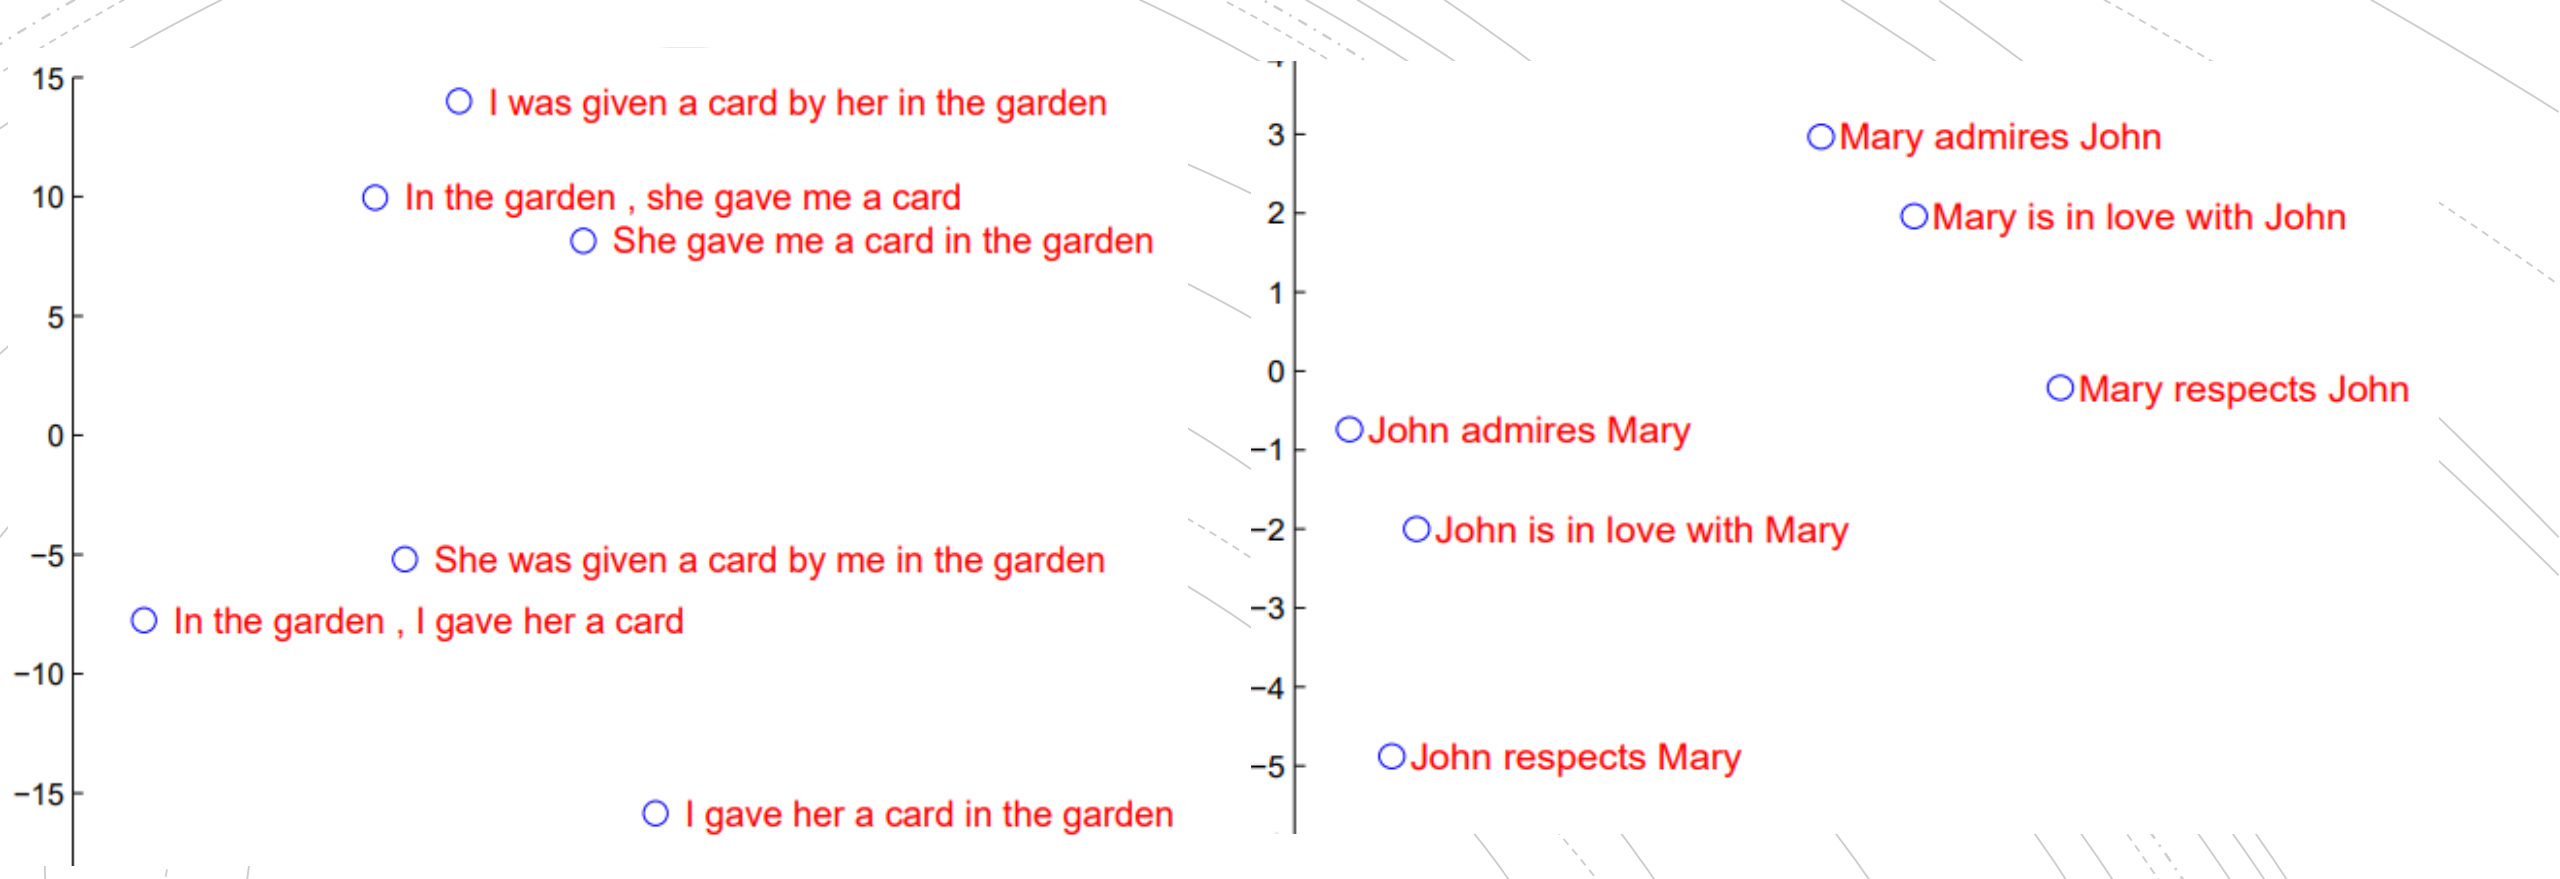 15
I was given a card by her in the garden
10
In the garden , she gave me a card
She gave me a card in the garden
5
0
−5
She was given a card by me in the garden
In the garden , I gave her a card
−10
−15
I gave her a card in the garden
3
Mary admires John
2
Mary is in love with John
1
0
Mary respects John
John admires Mary
−1
−2
John is in love with Mary
−3
−4
John respects Mary
−5